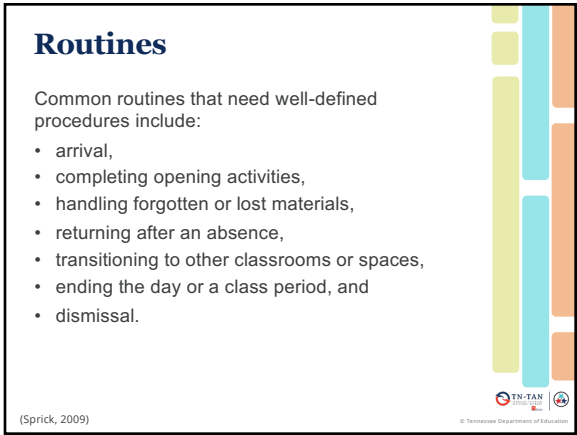 Routines
Common routines that need well-defined
procedures include:
• arrival,
• completing opening activities,
• handling forgotten or lost materials,
• returning after an absence,
• transitioning to other classrooms or spaces,
• ending the day or a class period, and
• dismissal.
TN-TAN
(Sprick, 2009)
© Tennessee Department of Education